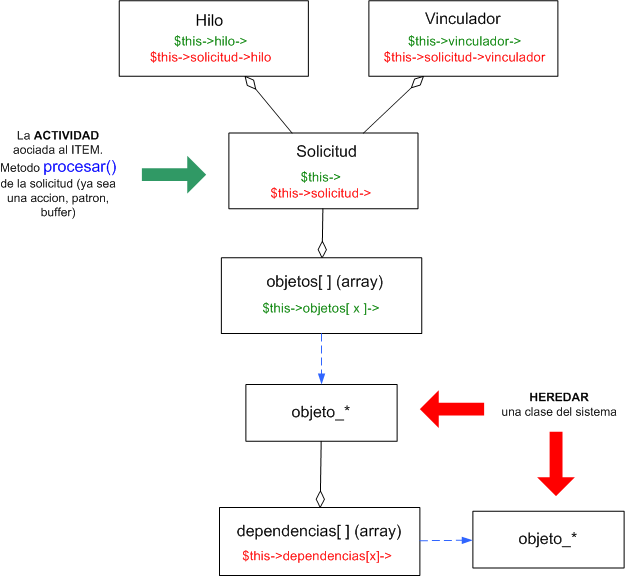 Hilo
$this->hilo->
$this->solicitud->hilo
Vinculador
$this->vinculador->
$this->solicitud->vinculador
La ACTIVIDAD
aociada al ITEM.
Metodo procesar()
de la solicitud (ya sea
una accion, patron,
buffer)
Solicitud
$this->
$this->solicitud->
objetos[ ] (array)
$this->objetos[ x ]->
objeto_*
HEREDAR
una clase del sistema
dependencias[ ] (array)
$this->dependencias[x]->
objeto_*